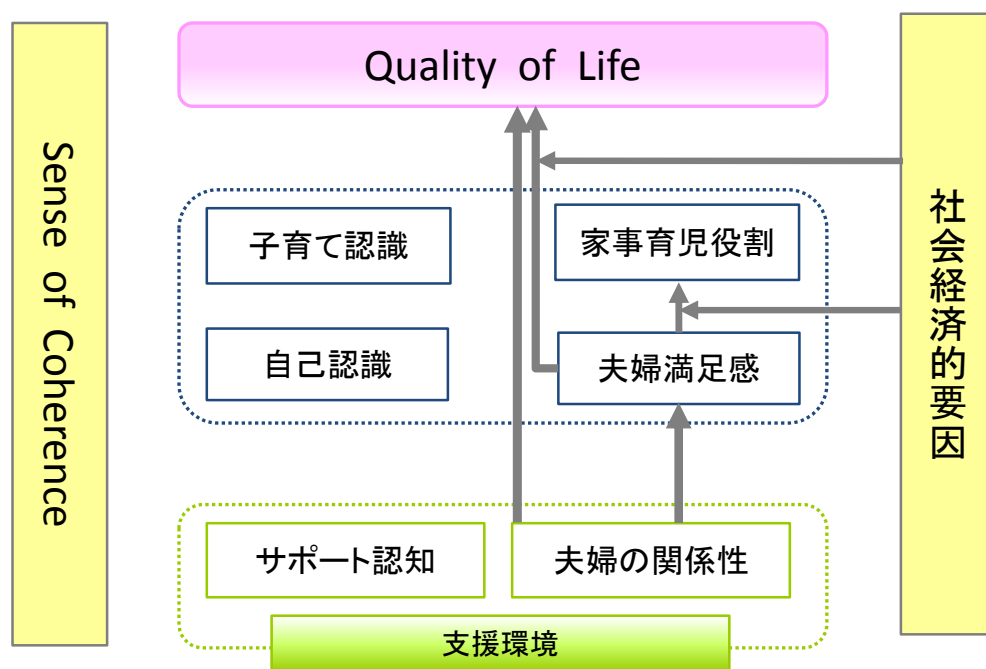 Quality of Life
Sense of Coherence
社会経済的要因
子育て認識
家事育児役割
自己認識
夫婦満足感
サポート認知
夫婦の関係性
支援環境